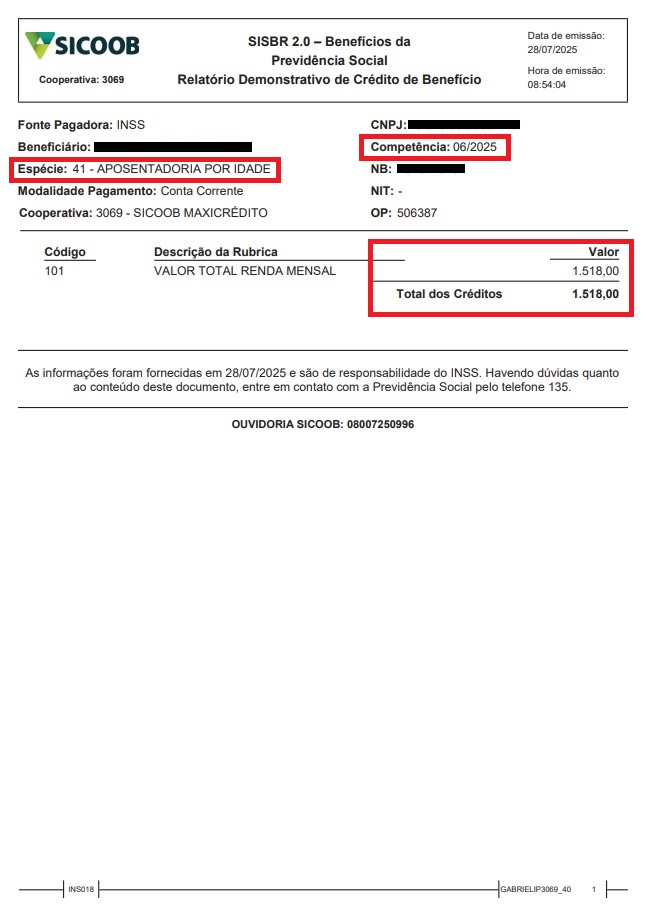 SICOOB
Cooperativa: 3069
SISBR 2.0 – Benefícios da
Previdência Social
Relatório Demonstrativo de Crédito de Benefício
Data de emissão:
28/07/2025
Hora de emissão:
08:54:04
Fonte Pagadora: INSS
CNPJ:
Beneficiário:
Competência: 06/2025
Espécie: 41 - APOSENTADORIA POR IDADE
NB:
Modalidade Pagamento: Conta Corrente
NIT: -
Cooperativa: 3069 - SICOOB MAXICRÉDITO
OP: 506387
Código Descrição da Rubrica Valor
101 VALOR TOTAL RENDA MENSAL 1.518,00
Total dos Créditos 1.518,00
As informações foram fornecidas em 28/07/2025 e são de responsabilidade do INSS. Havendo dúvidas quanto
ao conteúdo deste documento, entre em contato com a Previdência Social pelo telefone 135.
OUVIDORIA SICOOB: 08007250996
INS018 GABRIELIP3069_40 1